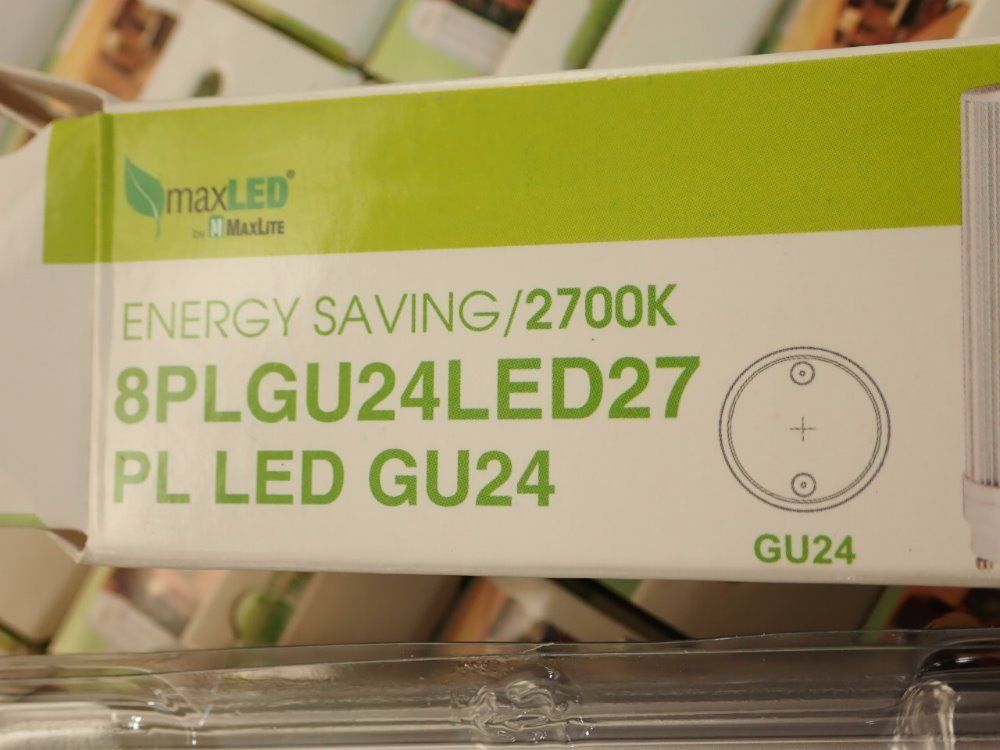 maxLED®
by MAXLITE
ENERGY SAVING/2700K
8PLGU24LED27
PL LED GU24
GU24